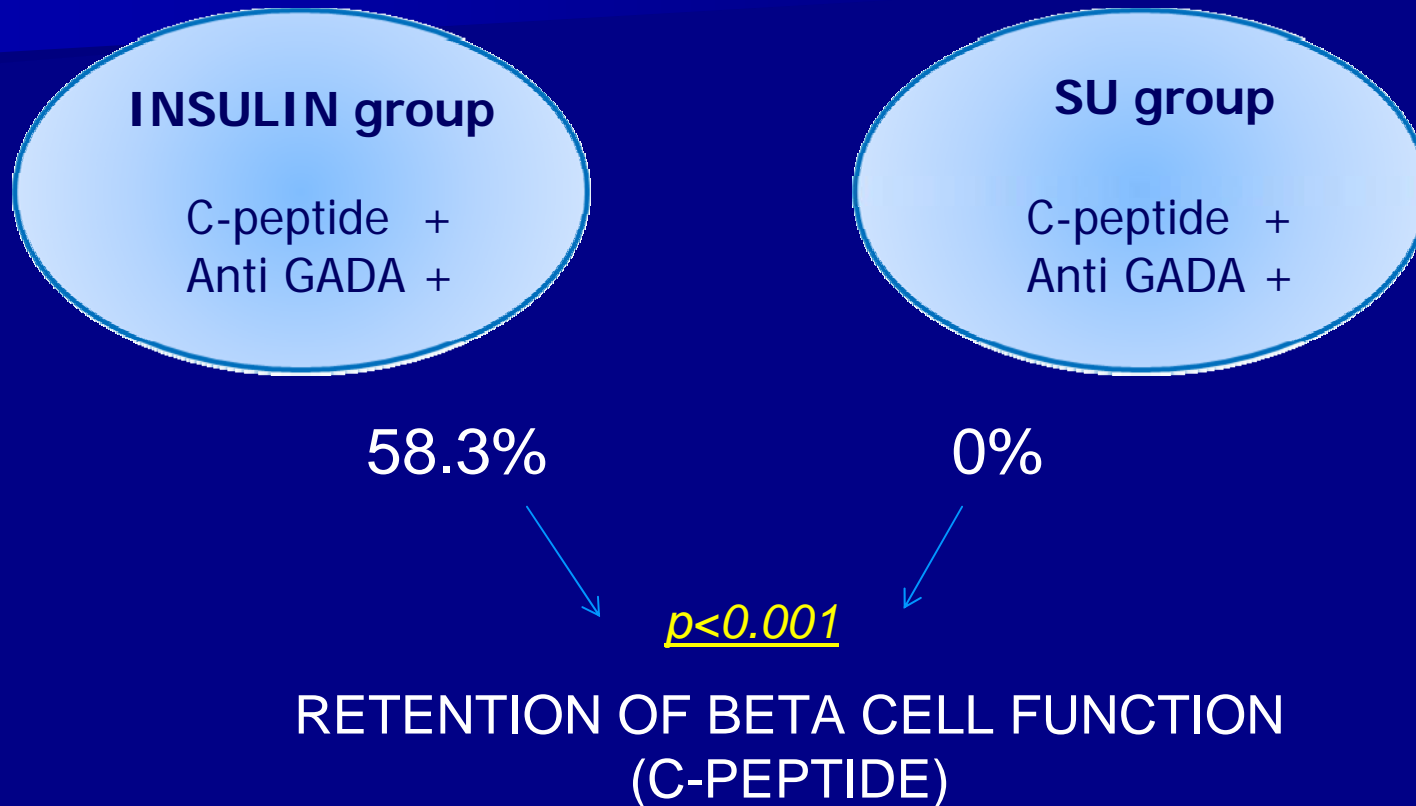 INSULIN group
C-peptide +
Anti GADA +
SU group
C-peptide +
Anti GADA +
58.3%
0%
p<0.001
RETENTION OF BETA CELL FUNCTION
(C-PEPTIDE)